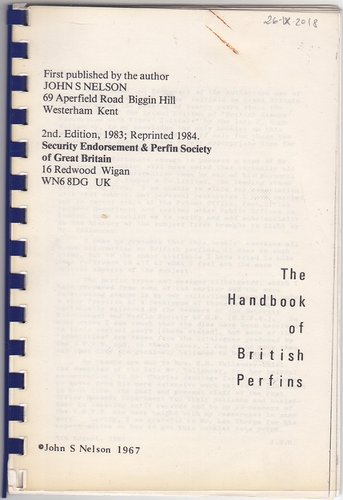 26-IX-2018
First published by the author
JOHN S NELSON
69 Aperfield Road Biggin Hill
Westerham Kent
2nd. Edition, 1983; Reprinted 1984.
Security Endorsement & Perfin Society
of Great Britain
16 Redwood Wigan
WN6 8DG UK
The
Handbook
of
British
Perfins
©John S Nelson 1967